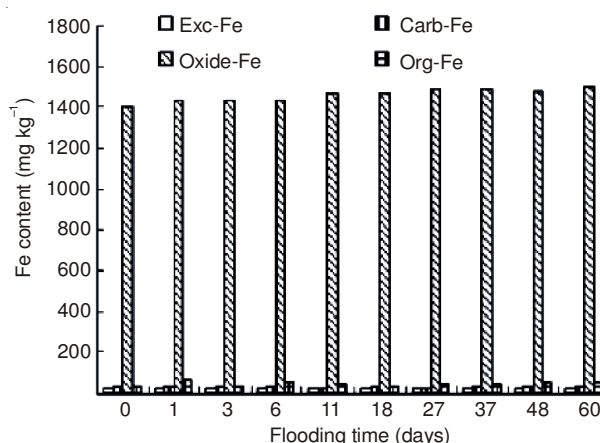 Exc-Fe
Carb-Fe
Oxide-Fe
Org-Fe
Fe content (mg kg⁻¹)
1800
1600
1400
1200
1000
800
600
400
200
0 1 3 6 11 18 27 37 48 60
Flooding time (days)